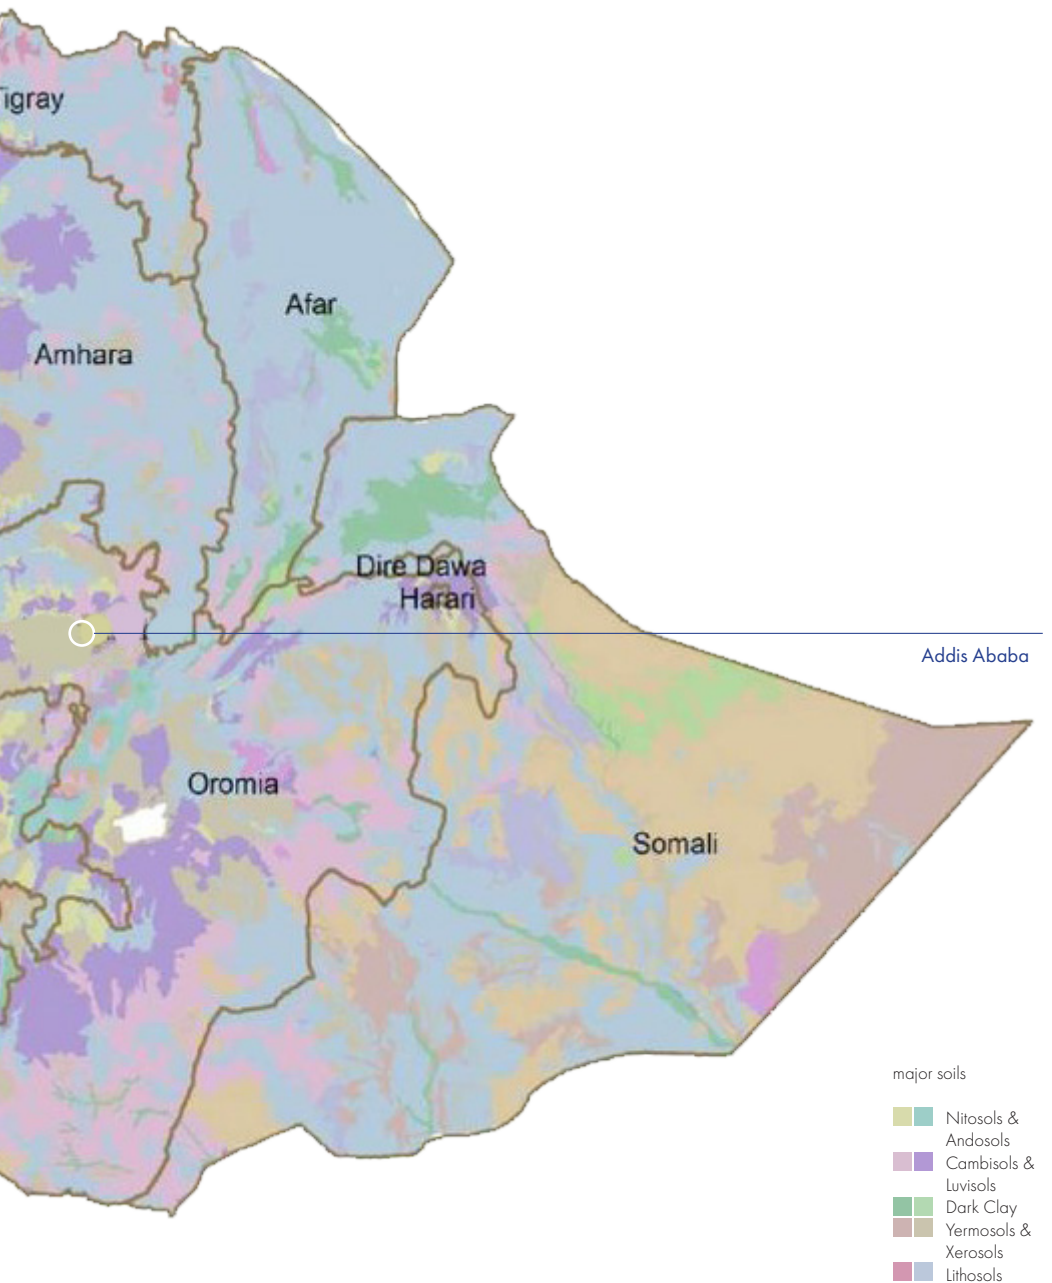 Tigray
Afar
Amhara
Dire Dawa
Harari
Addis Ababa
Oromia
Somali
major soils
Nitosols &
Andosols
Cambisols &
Luvisols
Dark Clay
Yermosols &
Xerosols
Lithosols